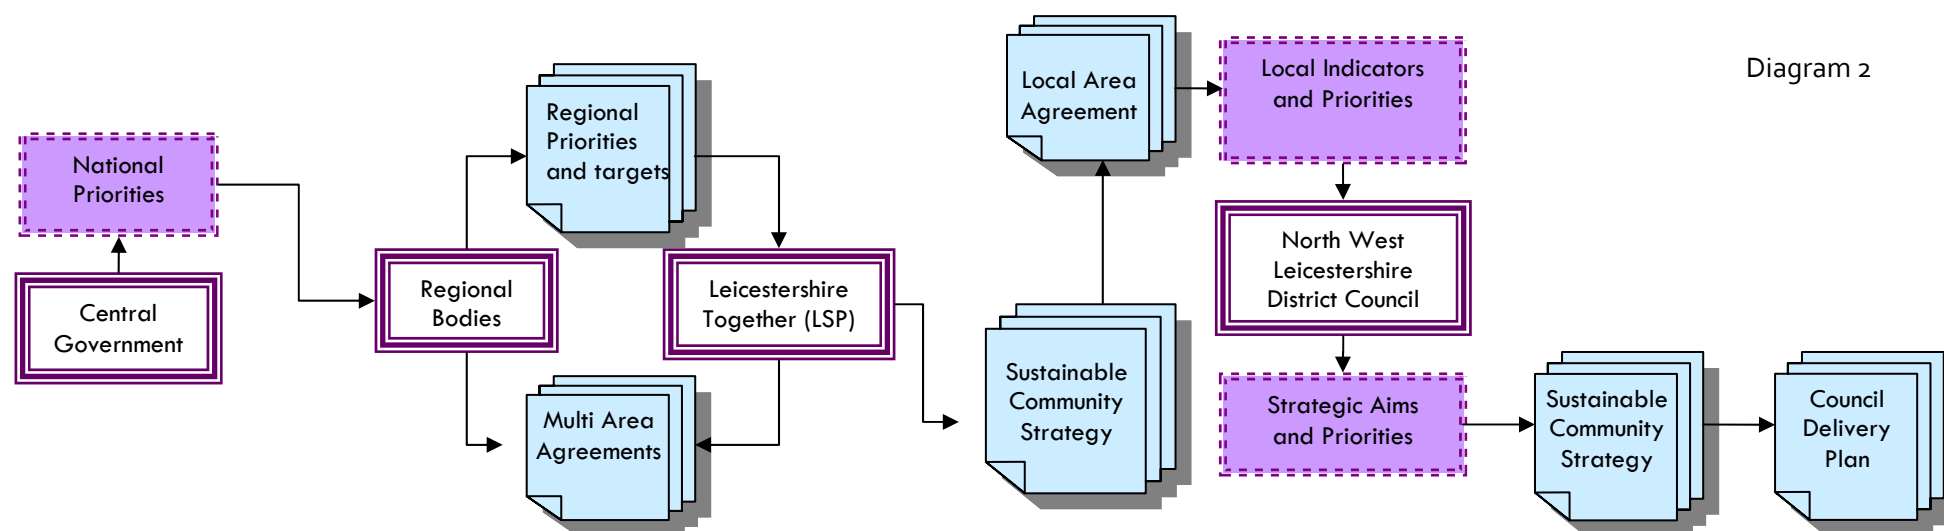 Diagram 2
National
Priorities
Central
Government
Regional
Priorities
and targets
Regional
Bodies
Leicestershire
Together (LSP)
Multi Area
Agreements
Local Area
Agreement
Sustainable
Community
Strategy
Local Indicators
and Priorities
North West
Leicestershire
District Council
Strategic Aims
and Priorities
Sustainable
Community
Strategy
Council
Delivery
Plan